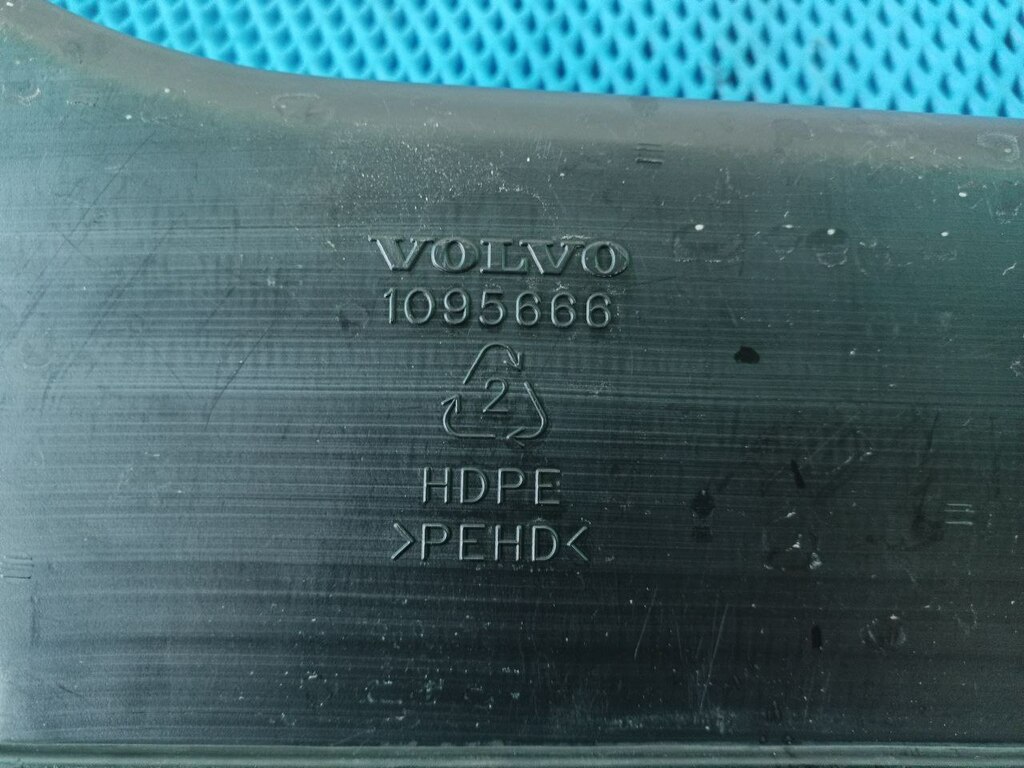 VOLVO
1095666
2
HDPE
>PEHD<